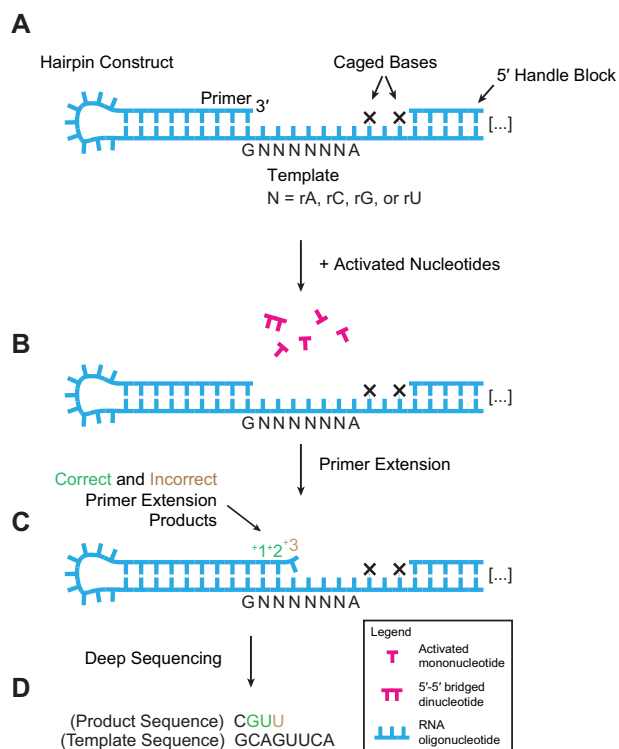 A
Hairpin Construct
Caged Bases
5′ Handle Block
Primer
3′
[...]
GNNNNNNA
Template
N = rA, rC, rG, or rU
+ Activated Nucleotides
B
[...]
GNNNNNNA
Primer Extension
Correct and Incorrect
Primer Extension
Products
C
+1+2+3
[...]
GNNNNNNA
Deep Sequencing
D
(Product Sequence) CGUU
(Template Sequence) GCAGUUCA
Legend
Activated
mononucleotide
5′-5′ bridged
dinucleotide
RNA
oligonucleotide